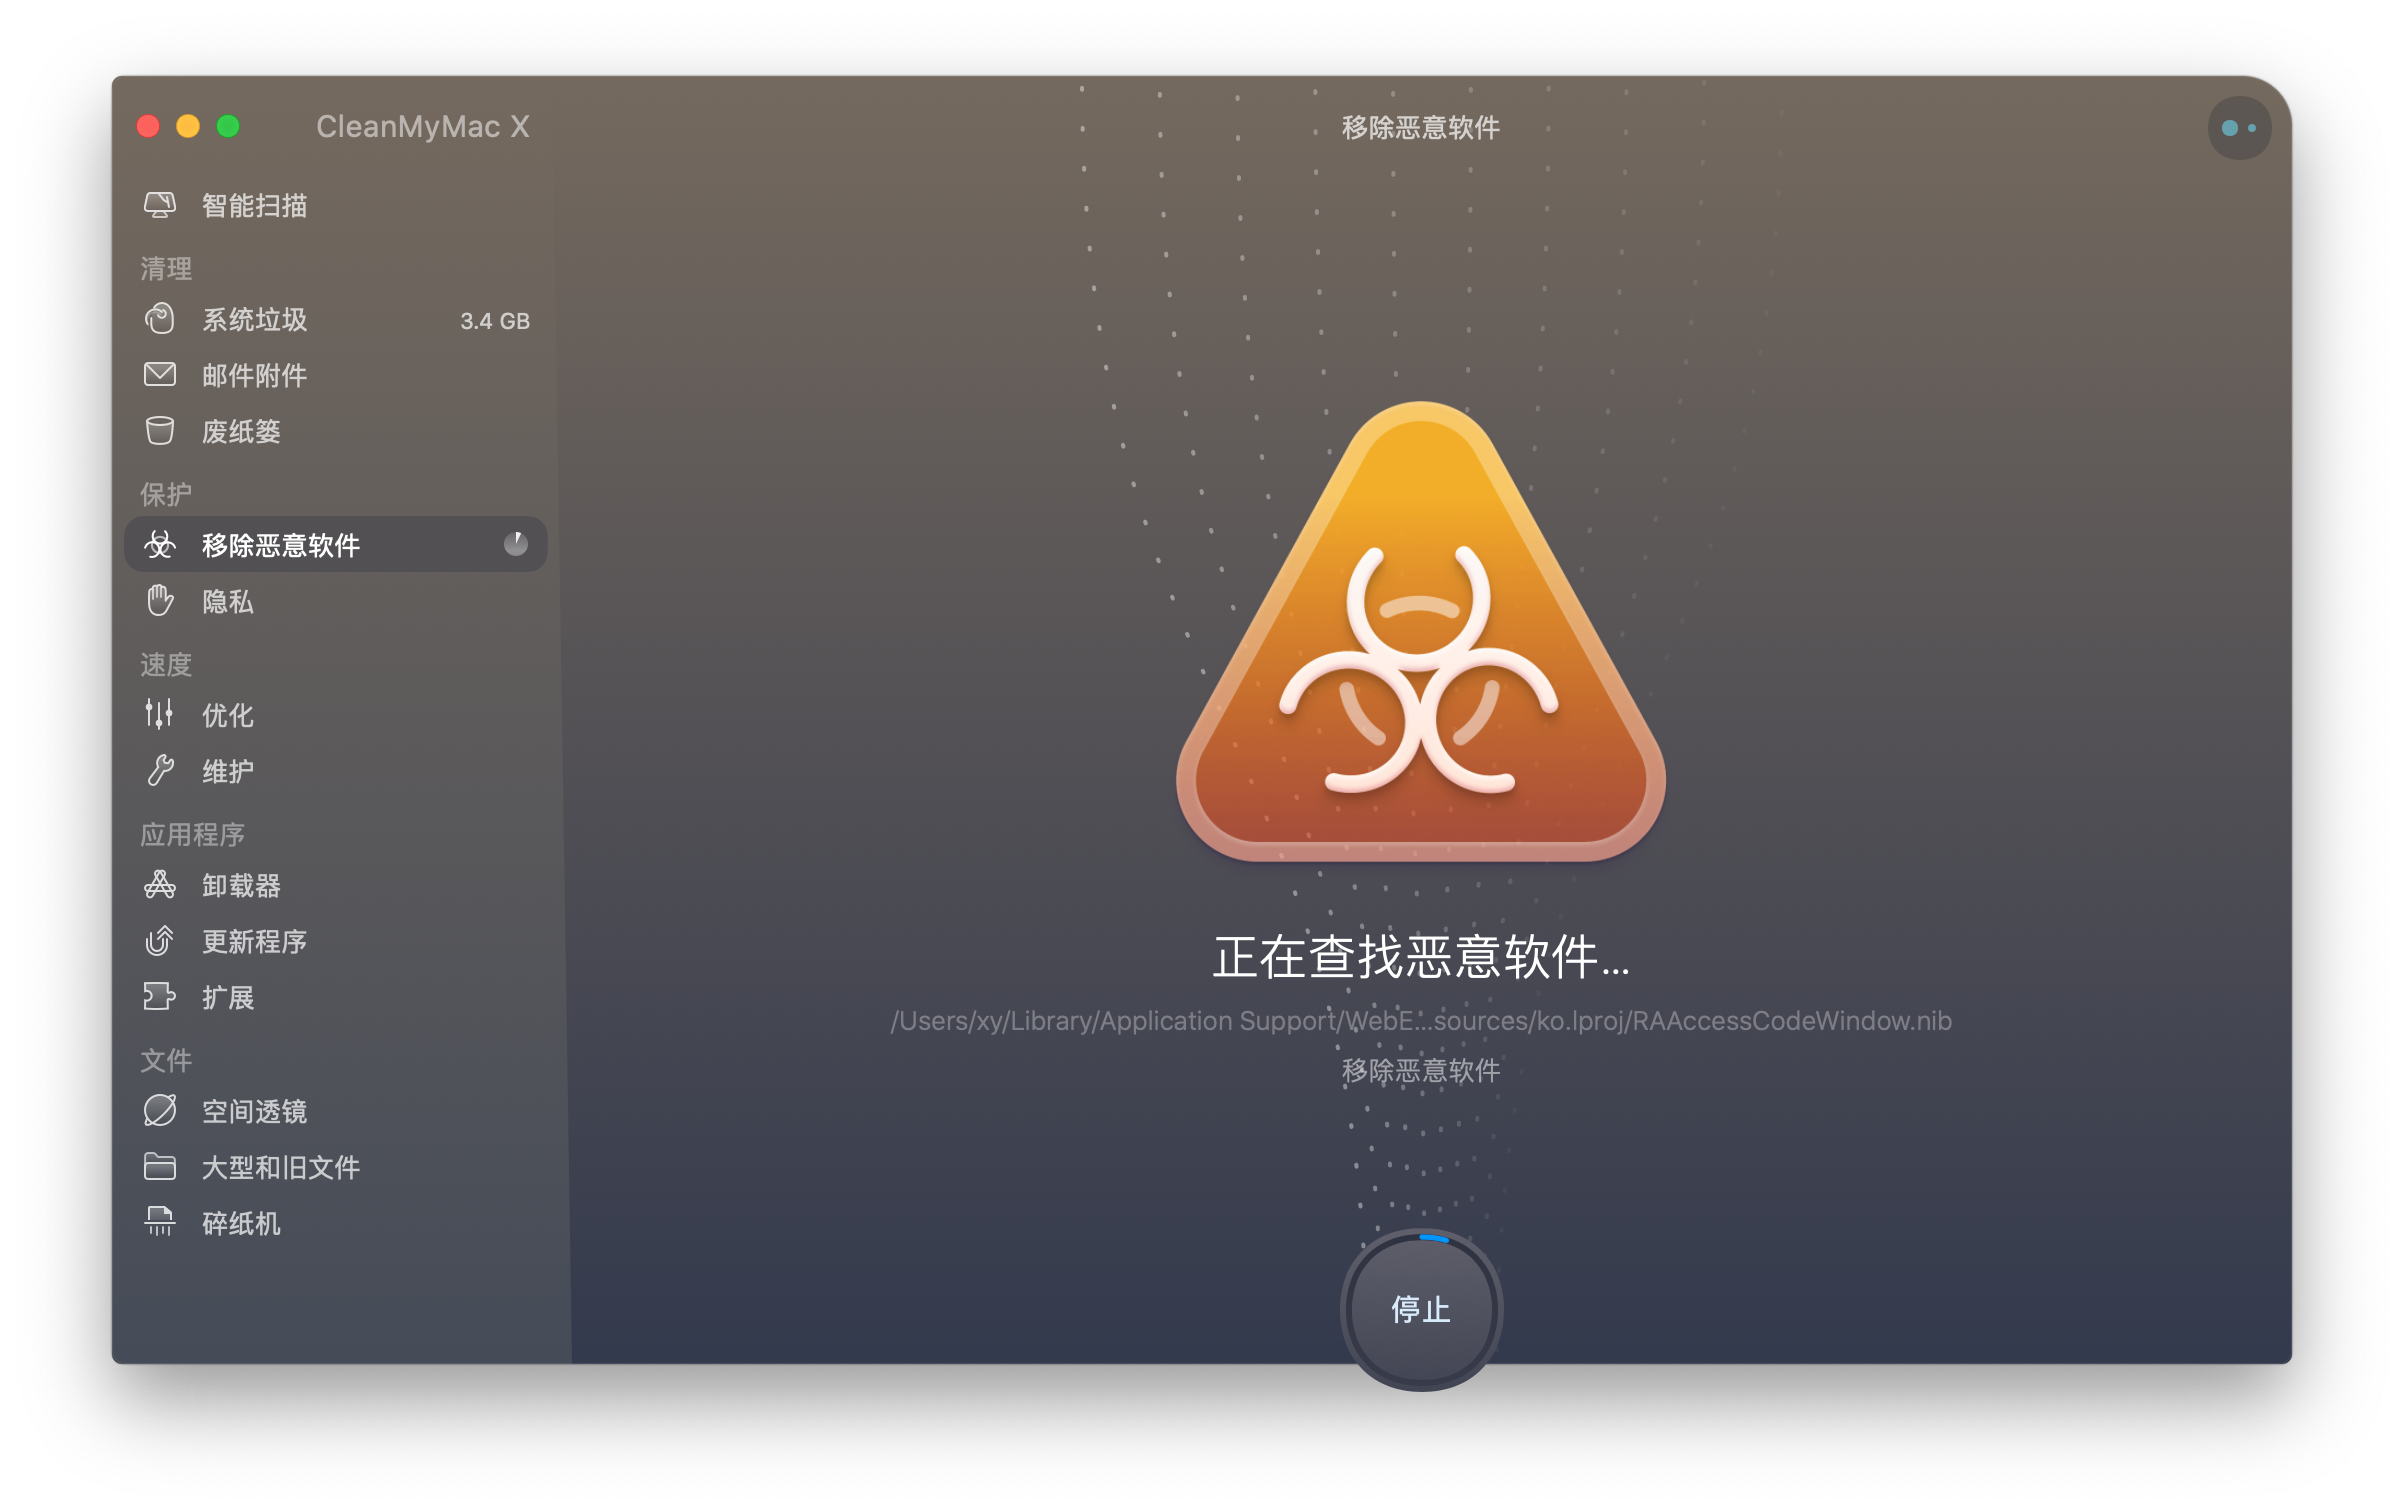 CleanMyMac X
移除恶意软件
智能扫描
清理
系统垃圾 3.4 GB
邮件附件
废纸篓
保护
移除恶意软件
隐私
速度
优化
维护
应用程序
卸载器
更新程序
扩展
文件
空间透镜
大型和旧文件
碎纸机
正在查找恶意软件...
/Users/xy/Library/Application Support/WebE...sources/ko.lproj/RAAccessCodeWindow.nib
移除恶意软件
停止